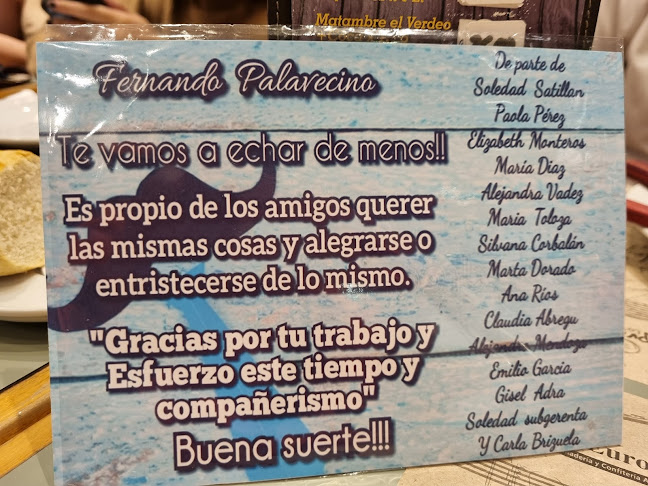 Matambre el Verdeo
Fernando Palavecino
Te vamos a echar de menos!!
Es propio de los amigos querer
las mismas cosas y alegrarse o
entristecerse de lo mismo.
"Gracias por tu trabajo y
Esfuerzo este tiempo y
compañerismo"
Buena suerte!!!
De parte de
Soledad Satillan
Paola Pérez
Elizabeth Monteros
María Diaz
Alejandra Vadez
María Toloza
Silvana Corbalán
Marta Dorado
Ana Ríos
Claudia Abregu
Alejandra Mendoza
Emilio García
Gisel Adra
Soledad subgerenta
Y Carla Brizuela